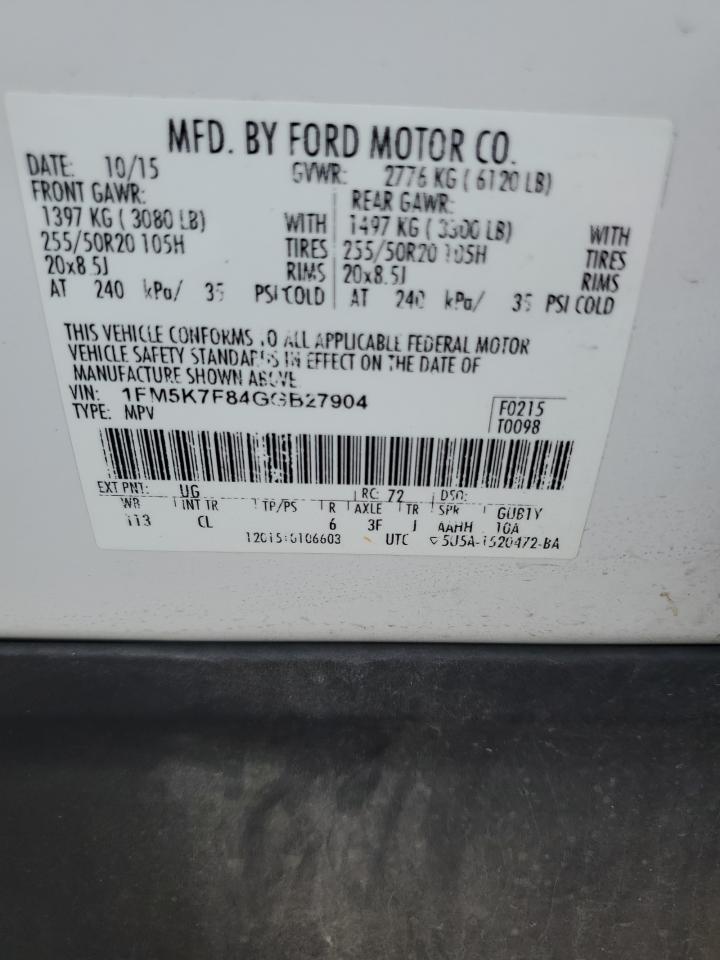 MFD. BY FORD MOTOR CO.
DATE: 10/15 GVWR: 2776 KG ( 6120 LB)
FRONT GAWR: REAR GAWR:
1397 KG ( 3080 LB) WITH 1497 KG ( 3300 LB) WITH
255/50R20 105H TIRES 255/50R20 105H TIRES
20x8.5J RIMS 20x8.5J RIMS
AT 240 kPa/ 35 PSI COLD AT 240 kPa/ 35 PSI COLD
THIS VEHICLE CONFORMS TO ALL APPLICABLE FEDERAL MOTOR
VEHICLE SAFETY STANDARDS IN EFFECT ON THE DATE OF
MANUFACTURE SHOWN ABOVE
VIN: 1FM5K7F84GGB27904 F0215
TYPE: MPV T0098
EXT PNT: UG RC: 72 DSO:
WB INT TR TP/PS R AXLE TR SPR GUB1Y
113 CL 6 3F J AAHH 10A
UTC 5U5A-1520472-BA